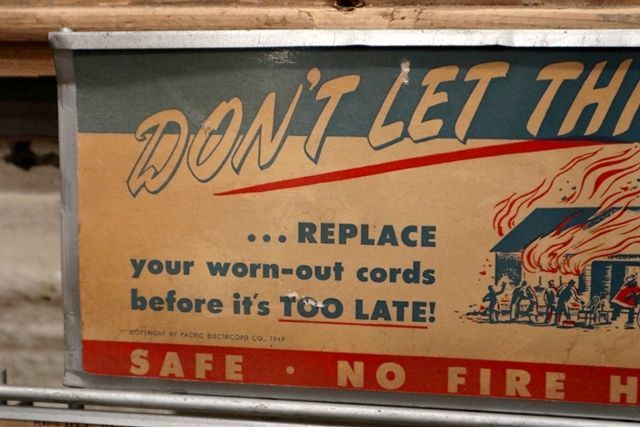 DON'T LET THI
... REPLACE
your worn-out cords
before it's TOO LATE!
COPYRIGHT BY PACIFIC ELECTRICORD CO., 1949
SAFE · NO FIRE H